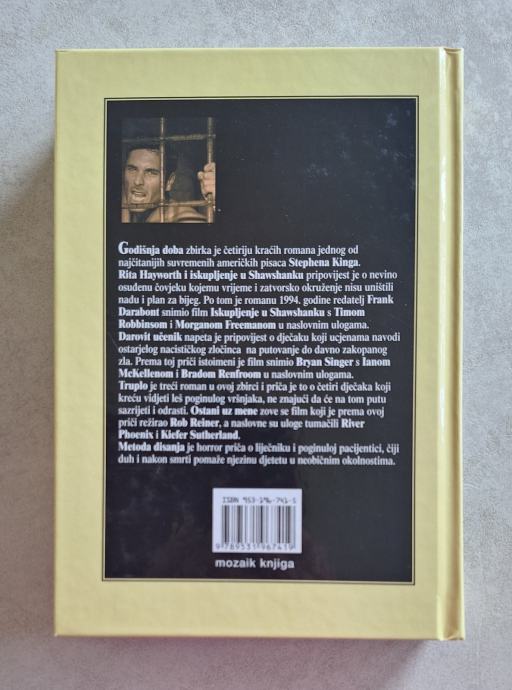 Godišnja doba zbirka je četiriju kraćih romana jednog od
najčitanijih suvremenih američkih pisaca Stephena Kinga.
Rita Hayworth i iskupljenje u Shawshanku pripovijest je o nevino
osuđenu čovjeku kojemu vrijeme i zatvorsko okruženje nisu uništili
nadu i plan za bijeg. Po tom je romanu 1994. godine redatelj Frank
Darabont snimio film Iskupljenje u Shawshanku s Timom
Robbinsom i Morganom Freemanom u naslovnim ulogama.
Darovit učenik napeta je pripovijest o dječaku koji ucjenama navodi
ostarjelog nacističkog zločinca na putovanje do davno zakopanog
zla. Prema toj priči istoimeni je film snimio Bryan Singer s Ianom
McKellenom i Bradom Renfroom u naslovnim ulogama.
Truplo je treći roman u ovoj zbirci i priča je to o četiri dječaka koji
kreću vidjeti leš poginulog vršnjaka, ne znajući da će na tom putu
sazrijeti i odrasti. Ostani uz mene zove se film koji je prema ovoj
priči režirao Rob Reiner, a naslovne su uloge tumačili River
Phoenix i Kiefer Sutherland.
Metoda disanja je horror priča o liječniku i poginuloj pacijentici, čiji
duh i nakon smrti pomaže njezinu djetetu u neobičnim okolnostima.
ISBN 953-196-741-5
9789531967419
mozaik knjiga